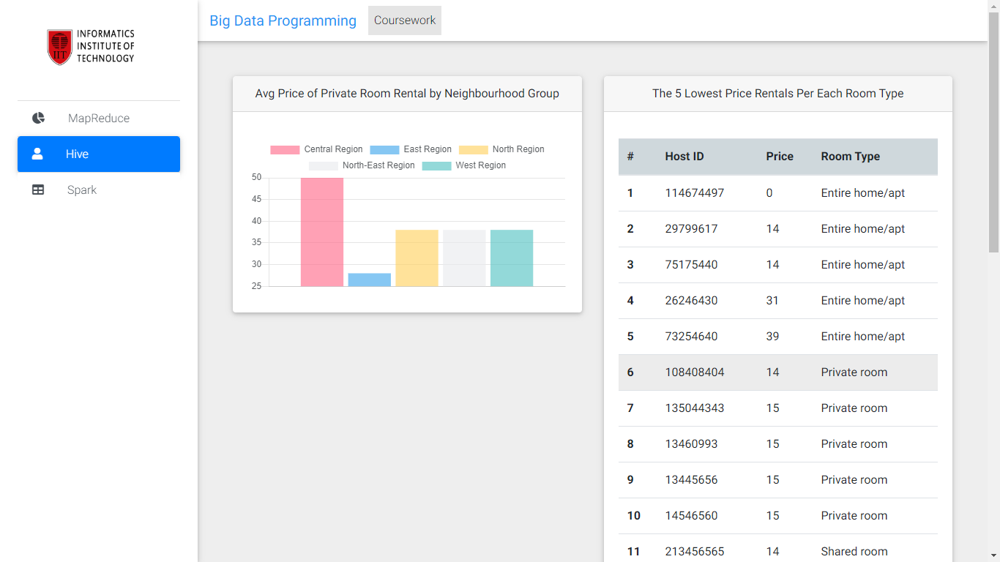 INFORMATICS
INSTITUTE OF
TECHNOLOGY
IIT
MapReduce
Hive
Spark
Big Data Programming Coursework
Avg Price of Private Room Rental by Neighbourhood Group
Central Region East Region North Region
North-East Region West Region
50
45
40
35
30
25
The 5 Lowest Price Rentals Per Each Room Type
# Host ID Price Room Type
1 114674497 0 Entire home/apt
2 29799617 14 Entire home/apt
3 75175440 14 Entire home/apt
4 26246430 31 Entire home/apt
5 73254640 39 Entire home/apt
6 108408404 14 Private room
7 135044343 15 Private room
8 13460993 15 Private room
9 13445656 15 Private room
10 14546560 15 Private room
11 213456565 14 Shared room